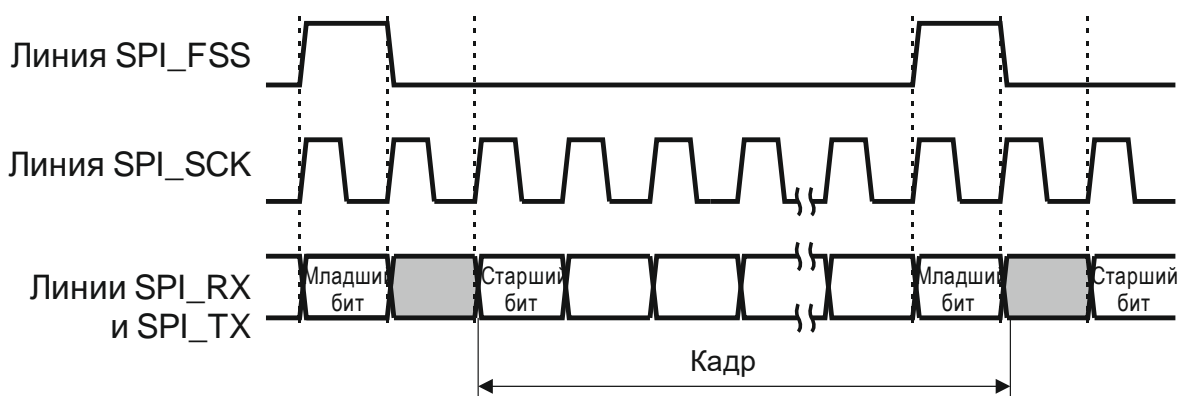 Линия SPI_FSS
Линия SPI_SCK
Линии SPI_RX
и SPI_TX
Младший
бит
Старший
бит
Младший
бит
Старший
бит
Кадр